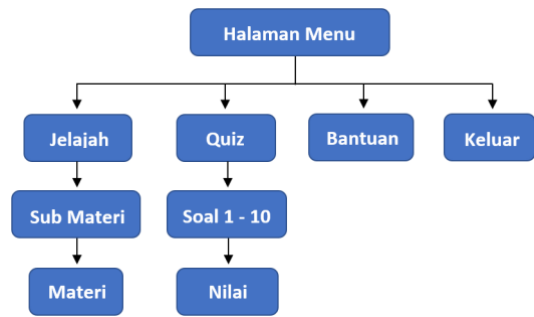 Halaman Menu
Jelajah
Quiz
Bantuan
Keluar
Sub Materi
Soal 1 - 10
Materi
Nilai